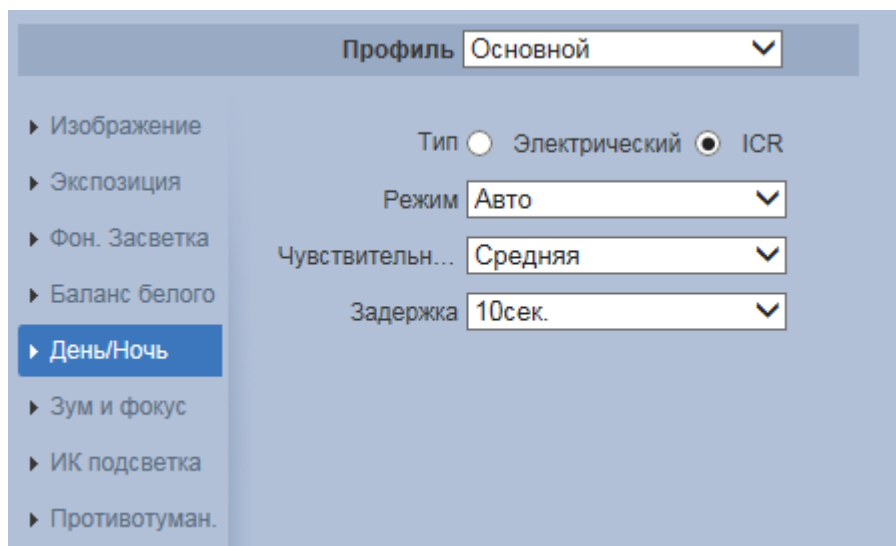 Профиль Основной
Изображение
Экспозиция
Фон. Засветка
Баланс белого
День/Ночь
Зум и фокус
ИК подсветка
Противотуман.
Тип Электрический ICR
Режим Авто
Чувствительн... Средняя
Задержка 10сек.